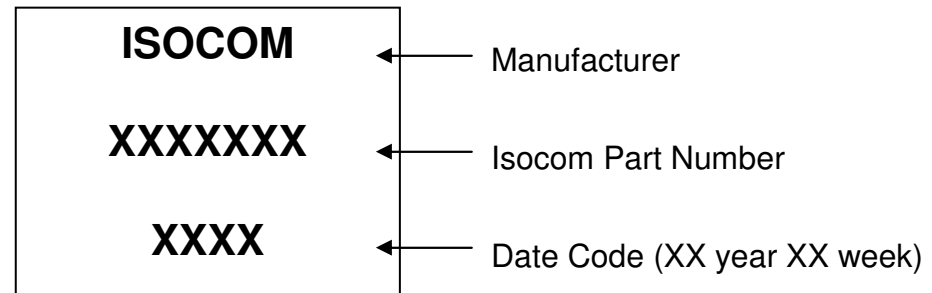 ISOCOM
Manufacturer
XXXXXXX
Isocom Part Number
XXXX
Date Code (XX year XX week)